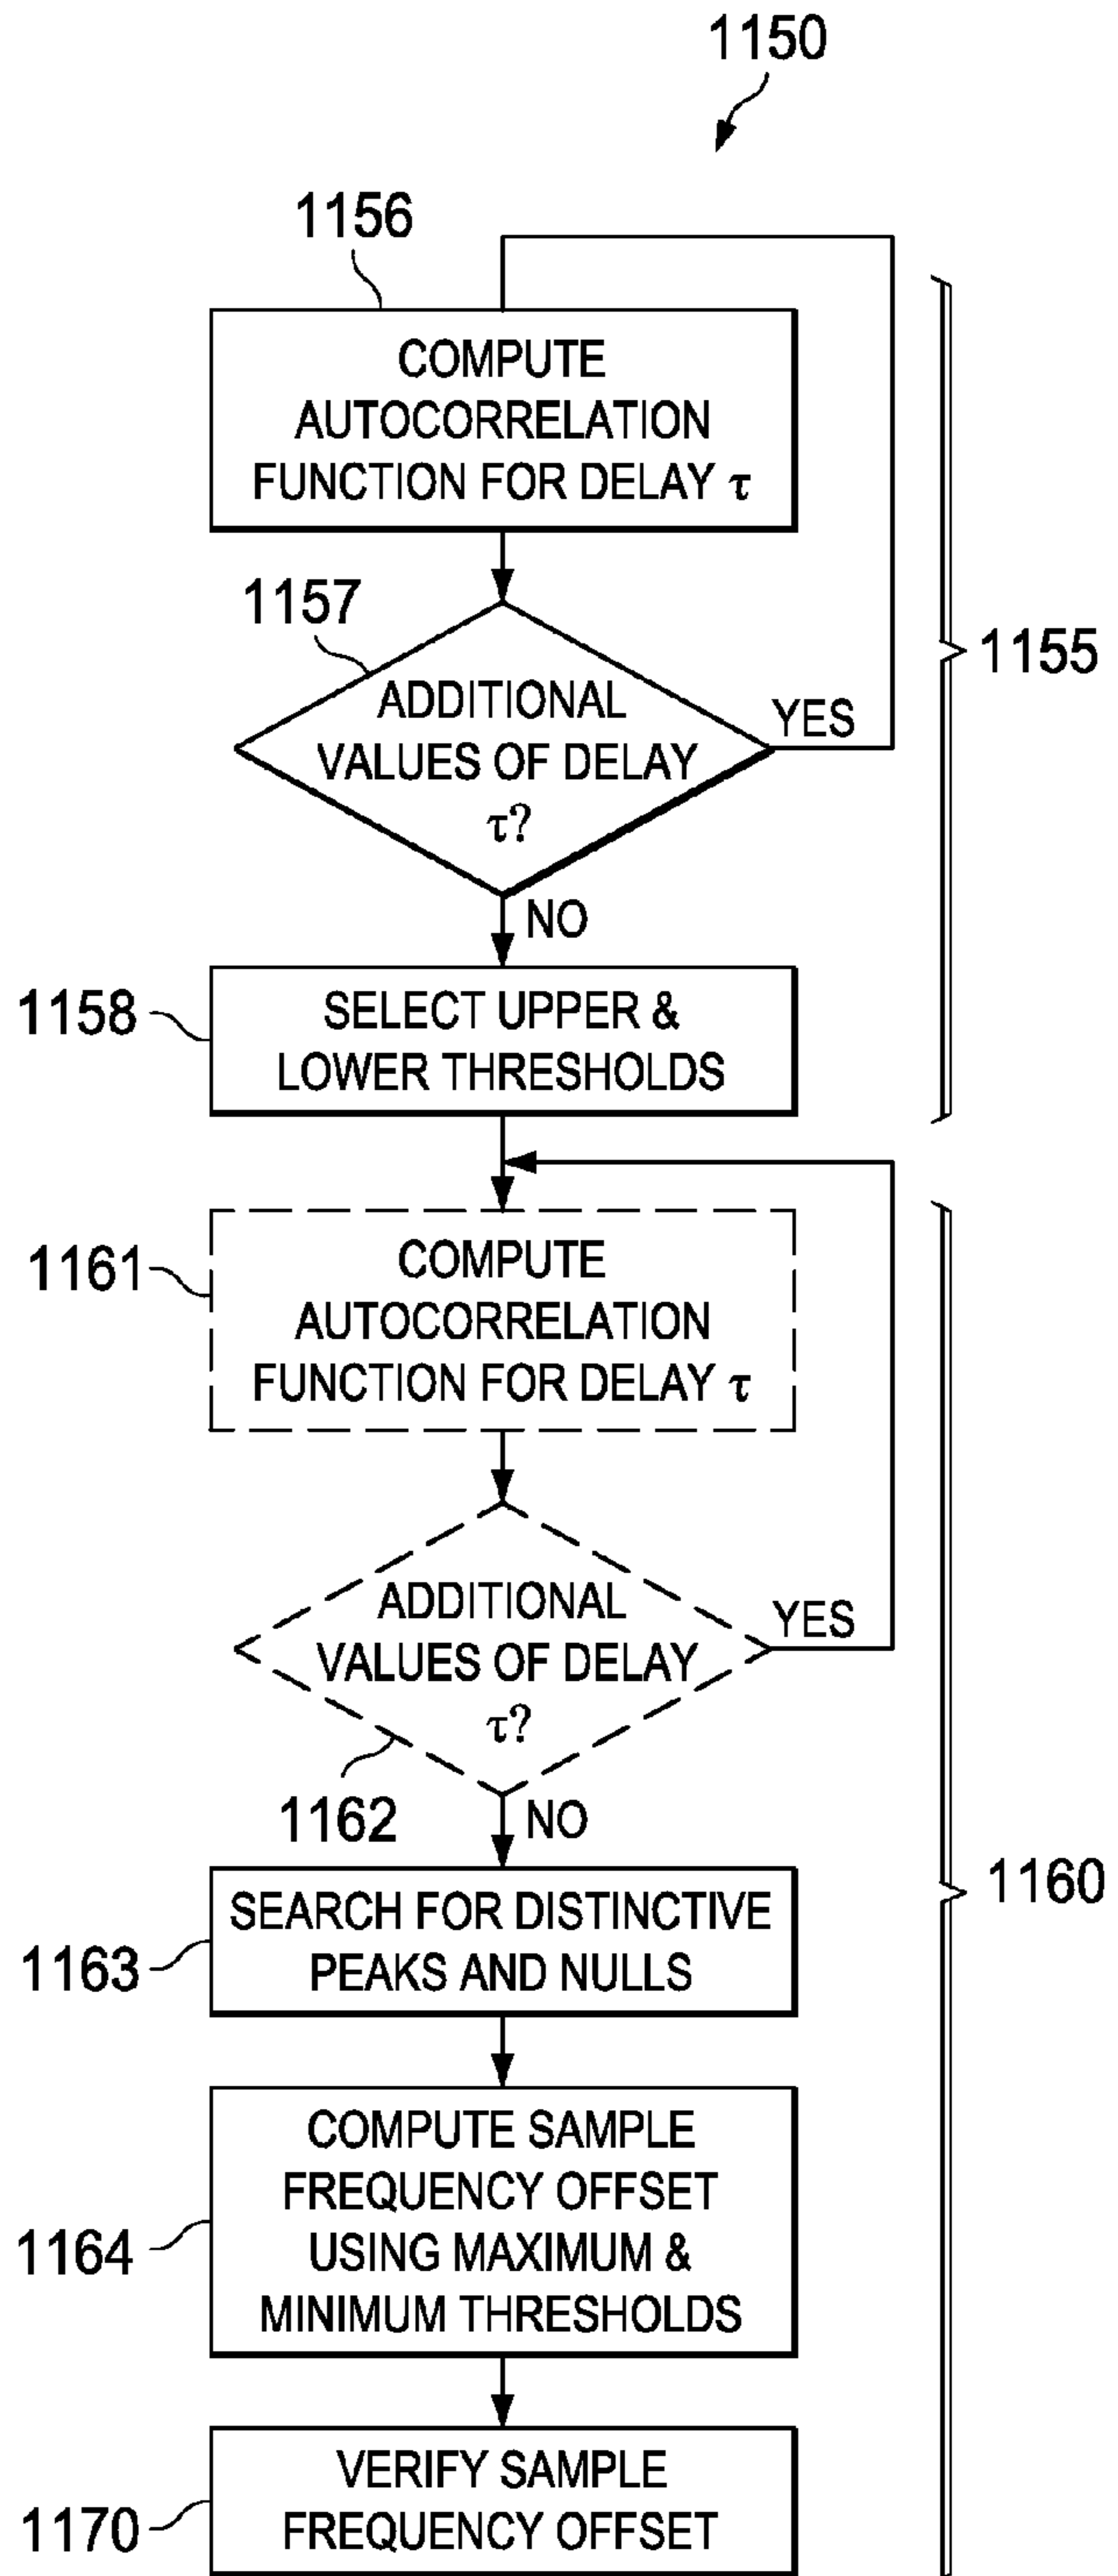 1150
1156
COMPUTE
AUTOCORRELATION
FUNCTION FOR DELAY τ
1157
ADDITIONAL
VALUES OF DELAY
τ?
YES
1155
NO
1158
SELECT UPPER &
LOWER THRESHOLDS
1161
COMPUTE
AUTOCORRELATION
FUNCTION FOR DELAY τ
ADDITIONAL
VALUES OF DELAY
τ?
YES
1162
NO
1160
1163
SEARCH FOR DISTINCTIVE
PEAKS AND NULLS
1164
COMPUTE SAMPLE
FREQUENCY OFFSET
USING MAXIMUM &
MINIMUM THRESHOLDS
1170
VERIFY SAMPLE
FREQUENCY OFFSET